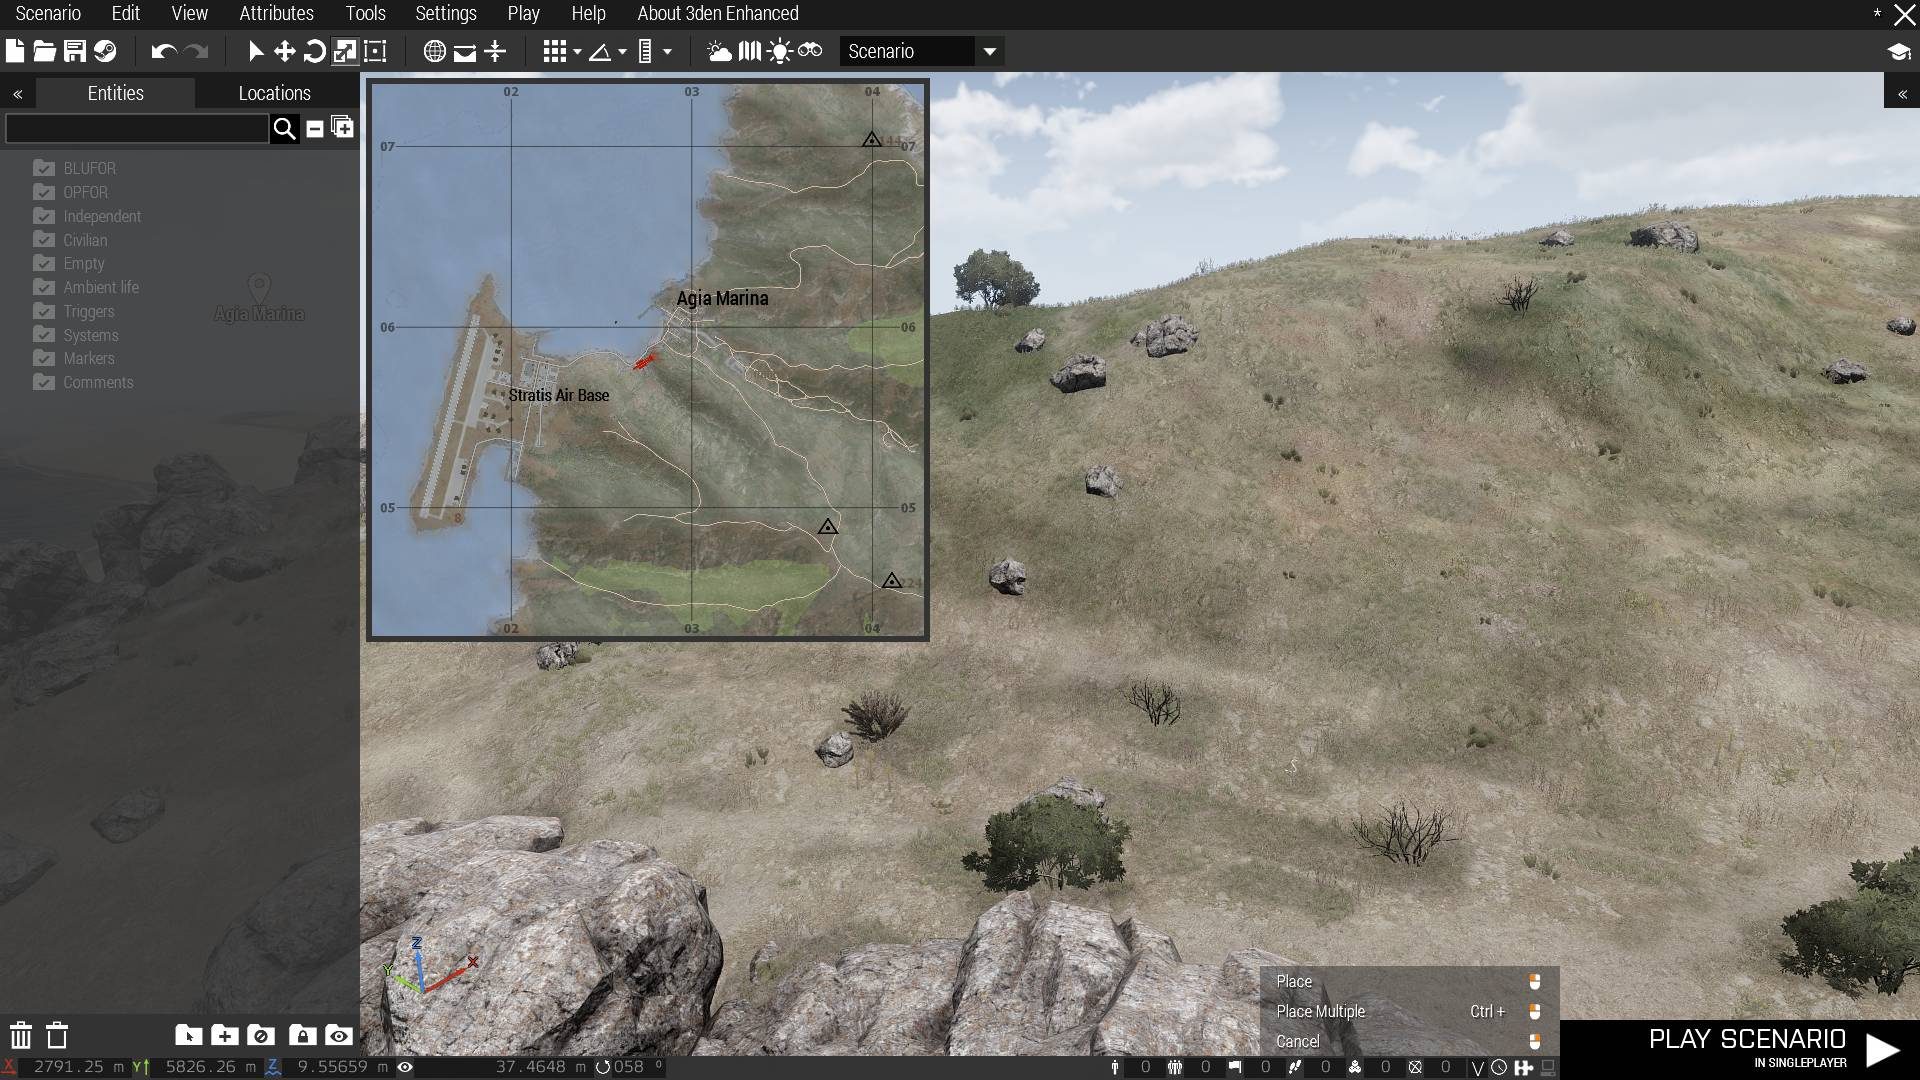 Scenario Edit View Attributes Tools Settings Play Help About 3den Enhanced *
Scenario
« Entities Locations «
BLUFOR
OPFOR
Independent
Civilian
Empty
Ambient life
Triggers
Systems
Markers
Comments
Agia Marina
02 03 04
07 07
Agia Marina
06 06
Stratis Air Base
05 05
8
02 03 04
Z
Y X
Place
Place Multiple Ctrl +
Cancel
PLAY SCENARIO
IN SINGLEPLAYER
X 2791.25 m Y 5826.26 m Z 9.55659 m 37.4648 m 058 ° 0 0 0 0 0 0 V